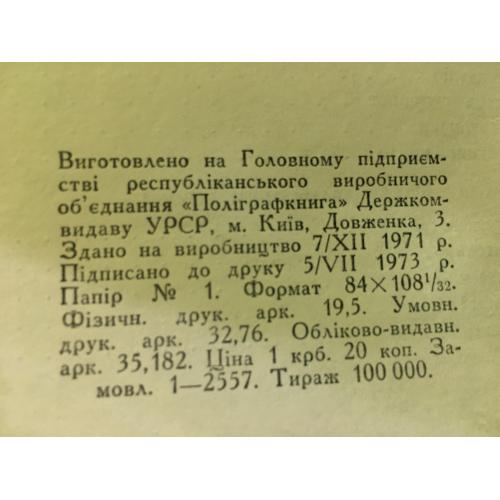 Виготовлено на Головному підприєм-
стві республіканського виробничого
об'єднання «Поліграфкнига» Держком-
видаву УРСР, м. Київ, Довженка, 3.
Здано на виробництво 7/XII 1971 р.
Підписано до друку 5/VII 1973 р.
Папір № 1. Формат 84×108¹/₃₂.
Фізичн. друк. арк. 19,5. Умовн.
друк. арк. 32,76. Обліково-видавн.
арк. 35,182. Ціна 1 крб. 20 коп. За-
мовл. 1—2557. Тираж 100 000.